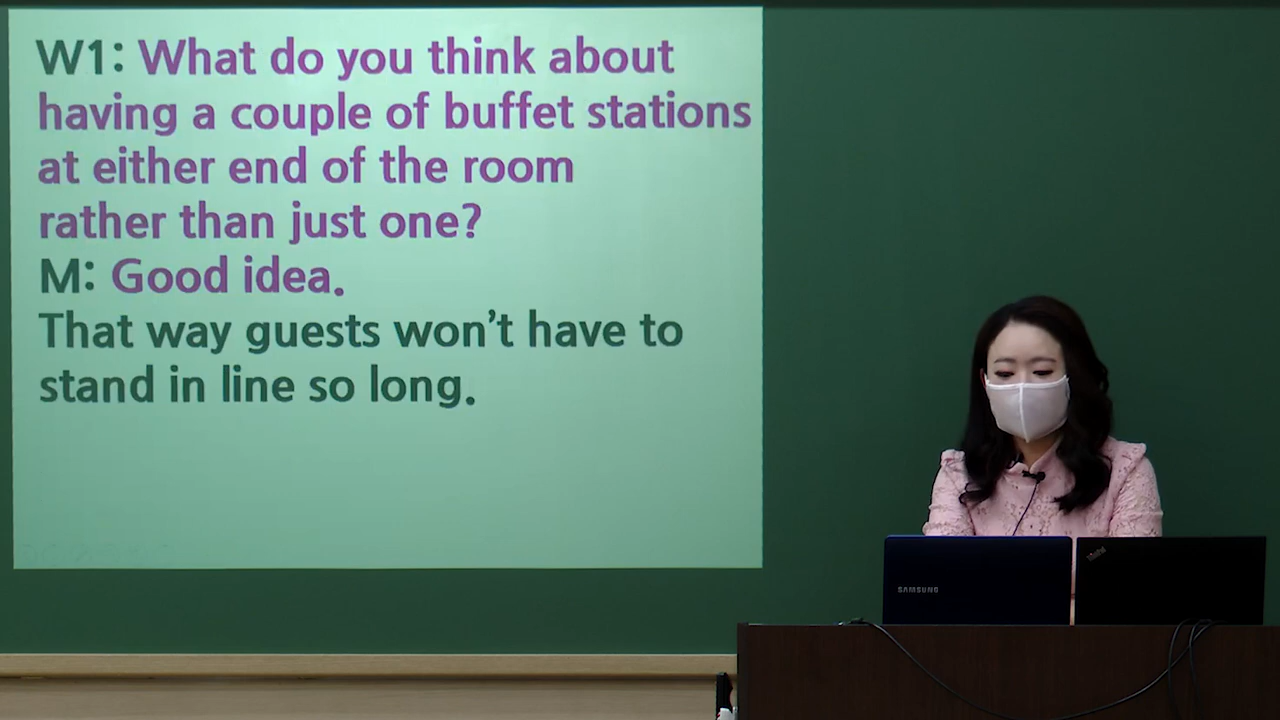 W1: What do you think about
having a couple of buffet stations
at either end of the room
rather than just one?
M: Good idea.
That way guests won't have to
stand in line so long.
SAMSUNG
ThinkPad